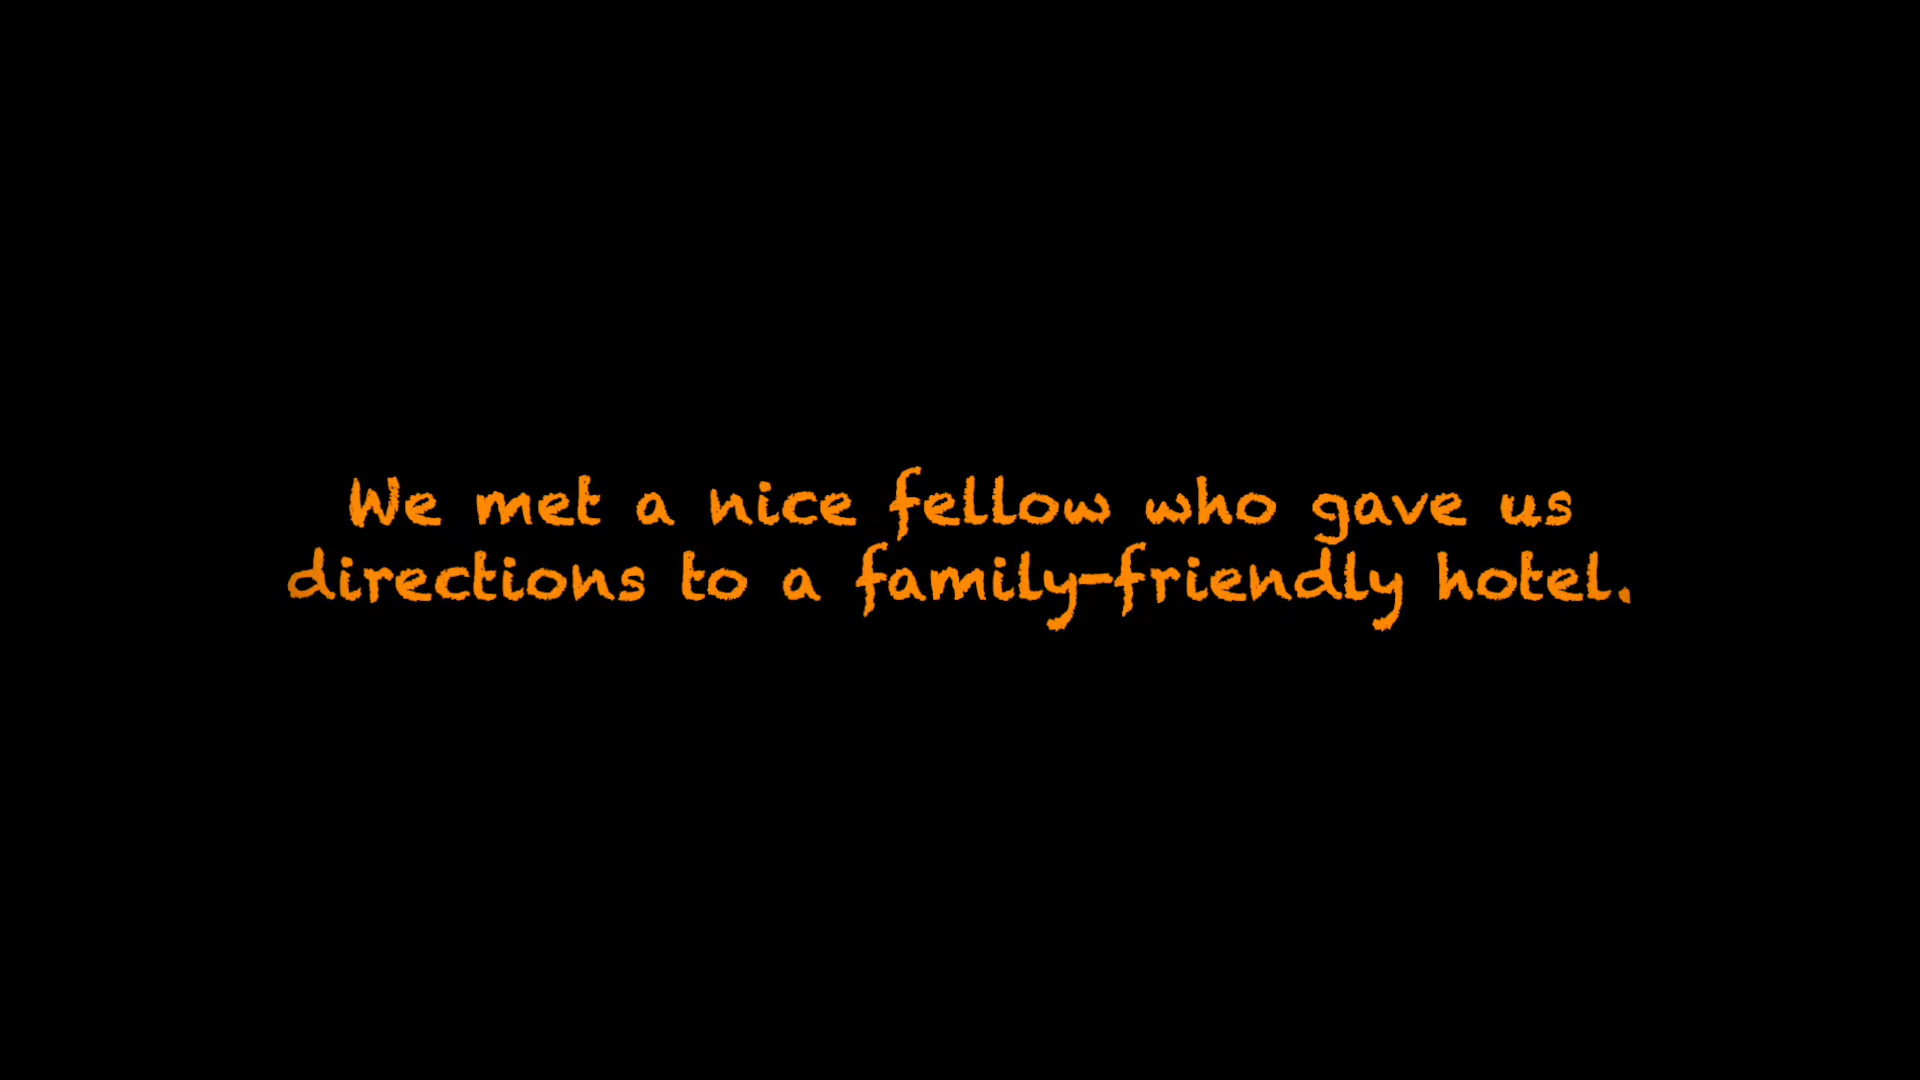 We met a nice fellow who gave us
directions to a family-friendly hotel.